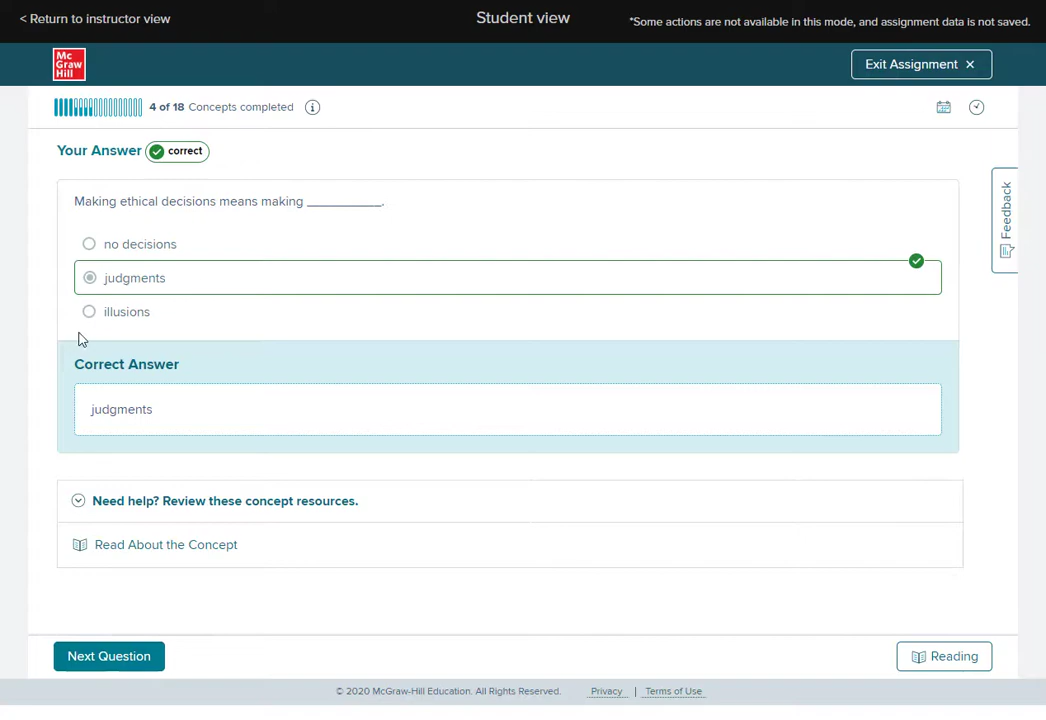 < Return to instructor view
Student view
*Some actions are not available in this mode, and assignment data is not saved.
Mc
Graw
Hill
Exit Assignment ×
4 of 18 Concepts completed
Your Answer correct
Feedback
Making ethical decisions means making __________.
no decisions
judgments
illusions
Correct Answer
judgments
Need help? Review these concept resources.
Read About the Concept
Next Question
Reading
© 2020 McGraw-Hill Education. All Rights Reserved. Privacy | Terms of Use